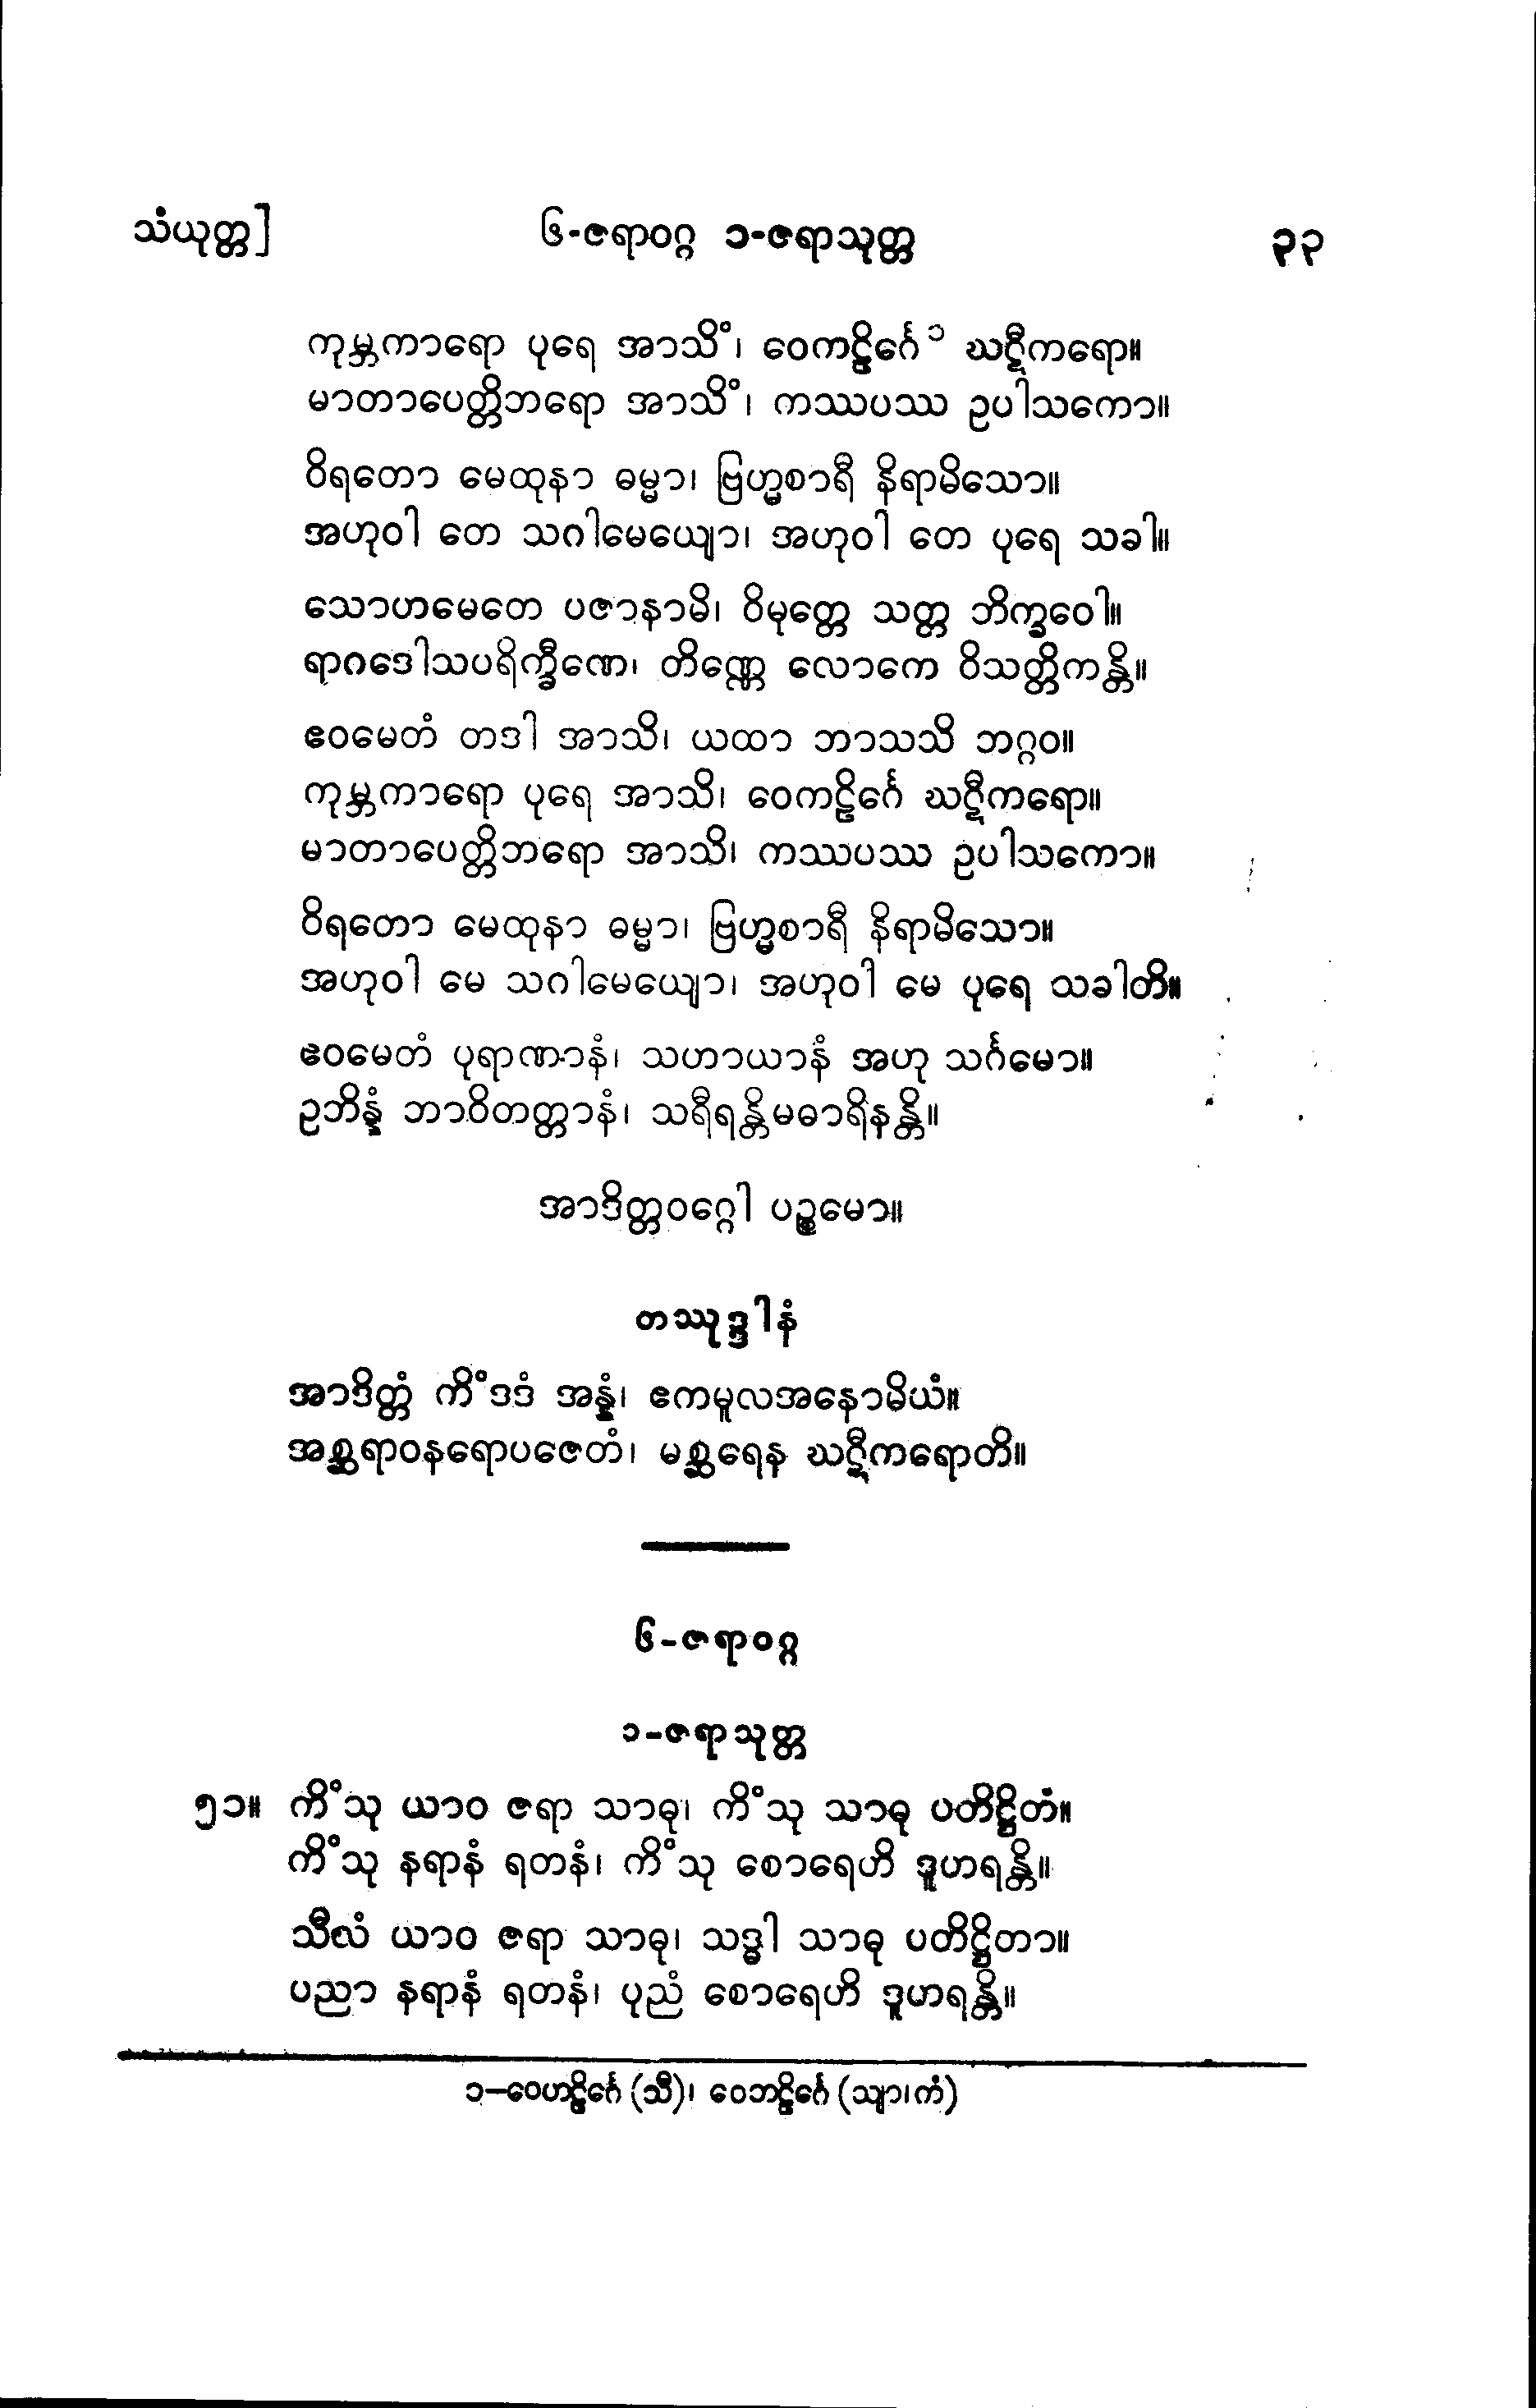 သံယုတ္တ]
၆-ဇရာဝဂ္ဂ ၁-ဇရာသုတ္တ
၃၃
ကုမ္ဘကာရော ပုရေ အာသိံ၊ ဝေကဠိင်္ဂေ ၁ ဃဋီကရော။
မာတာပေတ္တိဘရော အာသိံ၊ ကဿပဿ ဥပါသကော။
ဝိရတော မေထုနာ ဓမ္မာ၊ ဗြဟ္မစာရီ နိရာမိသော။
အဟုဝါ တေ သဂါမေယျော၊ အဟုဝါ တေ ပုရေ သခါ။
သောဟမေတေ ပဇာနာမိ၊ ဝိမုတ္တေ သတ္တ ဘိက္ခဝေါ။
ရာဂဒေါသပရိက္ခီဏေ၊ တိဏ္ဏေ လောကေ ဝိသတ္တိကန္တိ။
ဧဝမေတံ တဒါ အာသိ၊ ယထာ ဘာသသိ ဘဂ္ဂဝ။
ကုမ္ဘကာရော ပုရေ အာသိ၊ ဝေကဠိင်္ဂေ ဃဋီကရော။
မာတာပေတ္တိဘရော အာသိ၊ ကဿပဿ ဥပါသကော။
ဝိရတော မေထုနာ ဓမ္မာ၊ ဗြဟ္မစာရီ နိရာမိသော။
အဟုဝါ မေ သဂါမေယျော၊ အဟုဝါ မေ ပုရေ သခါတိ။
ဧဝမေတံ ပုရာဏာနံ၊ သဟာယာနံ အဟု သင်္ဂမော။
ဥဘိန္နံ ဘာဝိတတ္တာနံ၊ သရီရန္တိမဓာရိနန္တိ။
အာဒိတ္တဝဂ္ဂေါ ပဉ္စမော။
တဿုဒ္ဒါနံ
အာဒိတ္တံ ကိံဒဒံ အန္နံ၊ ဧကမူလအနောမိယံ။
အစ္ဆရာဝနရောပဇေတံ၊ မစ္ဆရေန ဃဋီကရောတိ။
၆-ဇရာဝဂ္ဂ
၁-ဇရာသုတ္တ
၅၁။ ကိံသု ယာဝ ဇရာ သာဓု၊ ကိံသု သာဓု ပတိဋ္ဌိတံ။
ကိံသု နရာနံ ရတနံ၊ ကိံသု စောရေဟိ ဒူဟရန္တိ။
သီလံ ယာဝ ဇရာ သာဓု၊ သဒ္ဓါ သာဓု ပတိဋ္ဌိတာ။
ပညာ နရာနံ ရတနံ၊ ပုညံ စောရေဟိ ဒူဟရန္တိ။
၁–ဝေဟဠိင်္ဂေ (သီ)၊ ဝေဘဠိင်္ဂေ (သျာ၊ကံ)